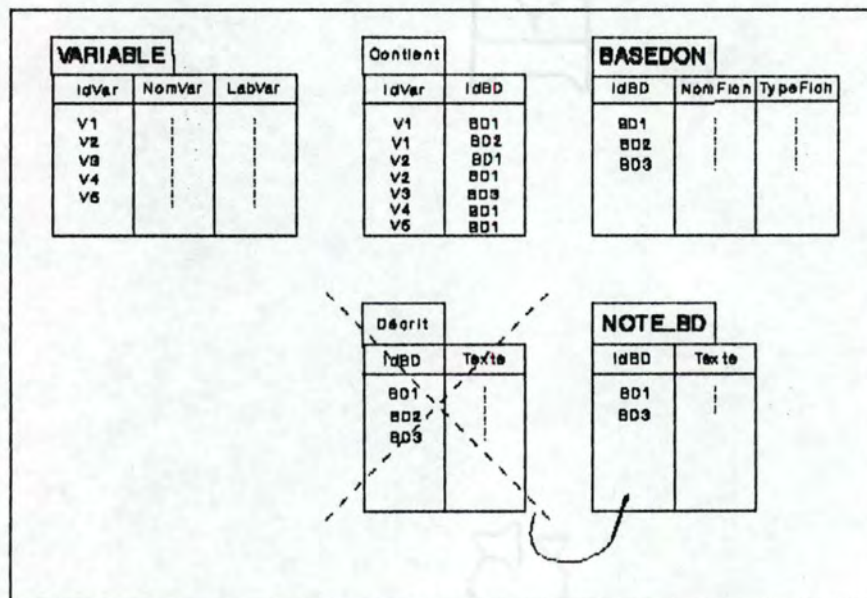 VARIABLE
IdVar NomVar LabVar
V1
V2
V3
V4
V5
Contient
IdVar IdBD
V1 BD1
V1 BD2
V2 BD1
V2 BD1
V3 BD3
V4 BD1
V5 BD1
BASEDON
IdBD NomFich TypeFich
BD1
BD2
BD3
Décrit
IdBD Texte
BD1
BD2
BD3
NOTE_BD
IdBD Texte
BD1
BD3